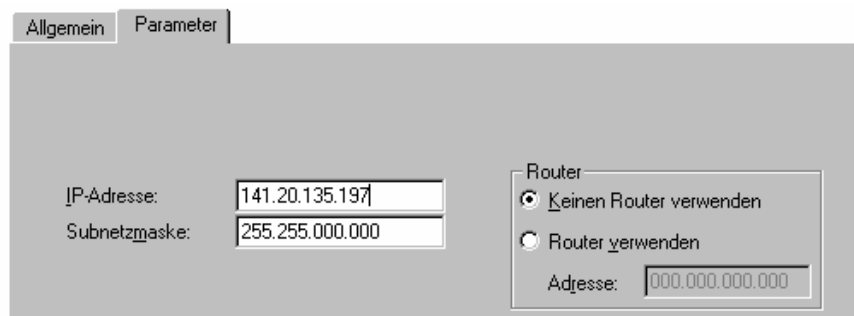 Allgemein
Parameter
IP-Adresse:
141.20.135.197
Subnetzmaske:
255.255.000.000
Router
Keinen Router verwenden
Router verwenden
Adresse:
000.000.000.000